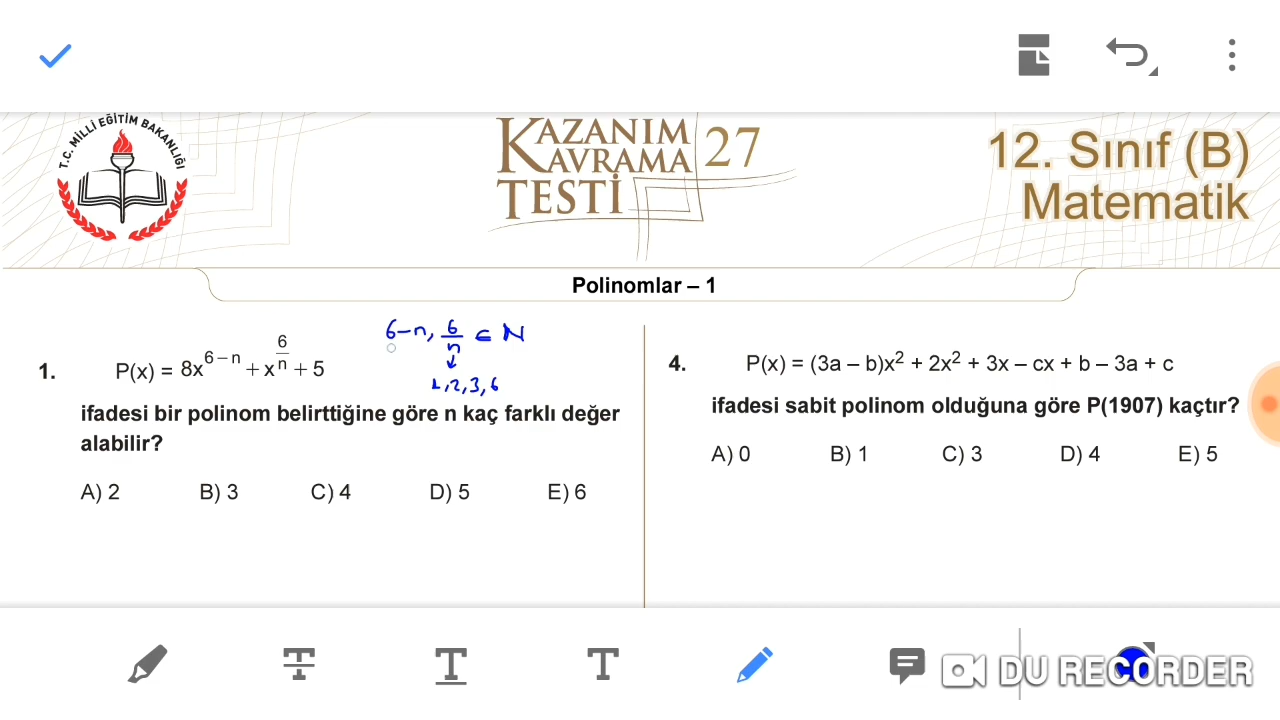 T.C. MİLLÎ EĞİTİM BAKANLIĞI
KAZANIM
KAVRAMA
TESTİ
27
12. Sınıf (B)
Matematik
Polinomlar – 1
1. P(x) = 8x^{6–n} + x^{6/n} + 5
6–n, 6/n ∈ N
↓
1,2,3,6
ifadesi bir polinom belirttiğine göre n kaç farklı değer
alabilir?
A) 2 B) 3 C) 4 D) 5 E) 6
4. P(x) = (3a – b)x² + 2x² + 3x – cx + b – 3a + c
ifadesi sabit polinom olduğuna göre P(1907) kaçtır?
A) 0 B) 1 C) 3 D) 4 E) 5
T T T
DU RECORDER